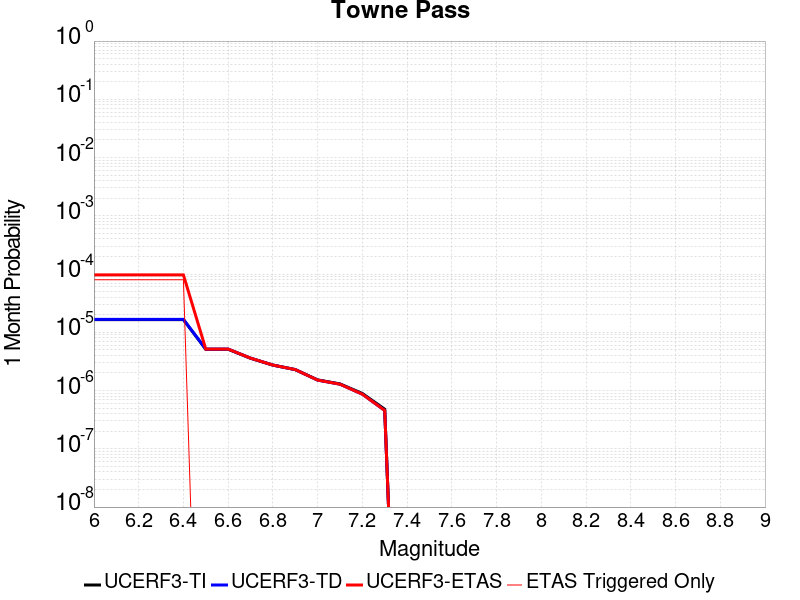 Towne Pass
1 Month Probability
10^0
10^-1
10^-2
10^-3
10^-4
10^-5
10^-6
10^-7
10^-8
6 6.2 6.4 6.6 6.8 7 7.2 7.4 7.6 7.8 8 8.2 8.4 8.6 8.8 9
Magnitude
UCERF3-TI UCERF3-TD UCERF3-ETAS ETAS Triggered Only